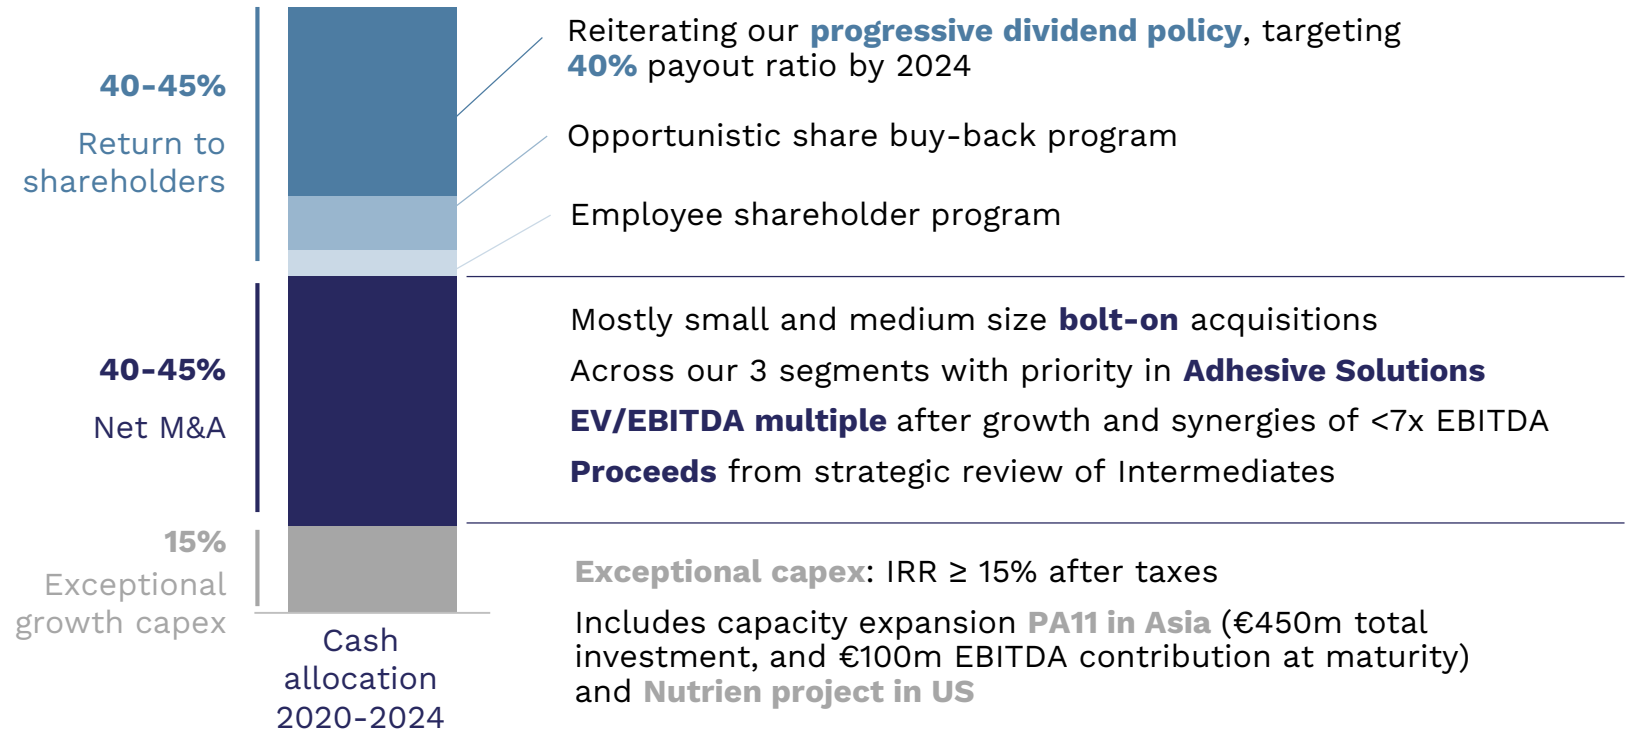 40-45%
Return to
shareholders
Reiterating our progressive dividend policy, targeting
40% payout ratio by 2024
Opportunistic share buy-back program
Employee shareholder program
40-45%
Net M&A
Mostly small and medium size bolt-on acquisitions
Across our 3 segments with priority in Adhesive Solutions
EV/EBITDA multiple after growth and synergies of <7x EBITDA
Proceeds from strategic review of Intermediates
15%
Exceptional
growth capex
Exceptional capex: IRR ≥ 15% after taxes
Includes capacity expansion PA11 in Asia (€450m total
investment, and €100m EBITDA contribution at maturity)
and Nutrien project in US
Cash
allocation
2020-2024